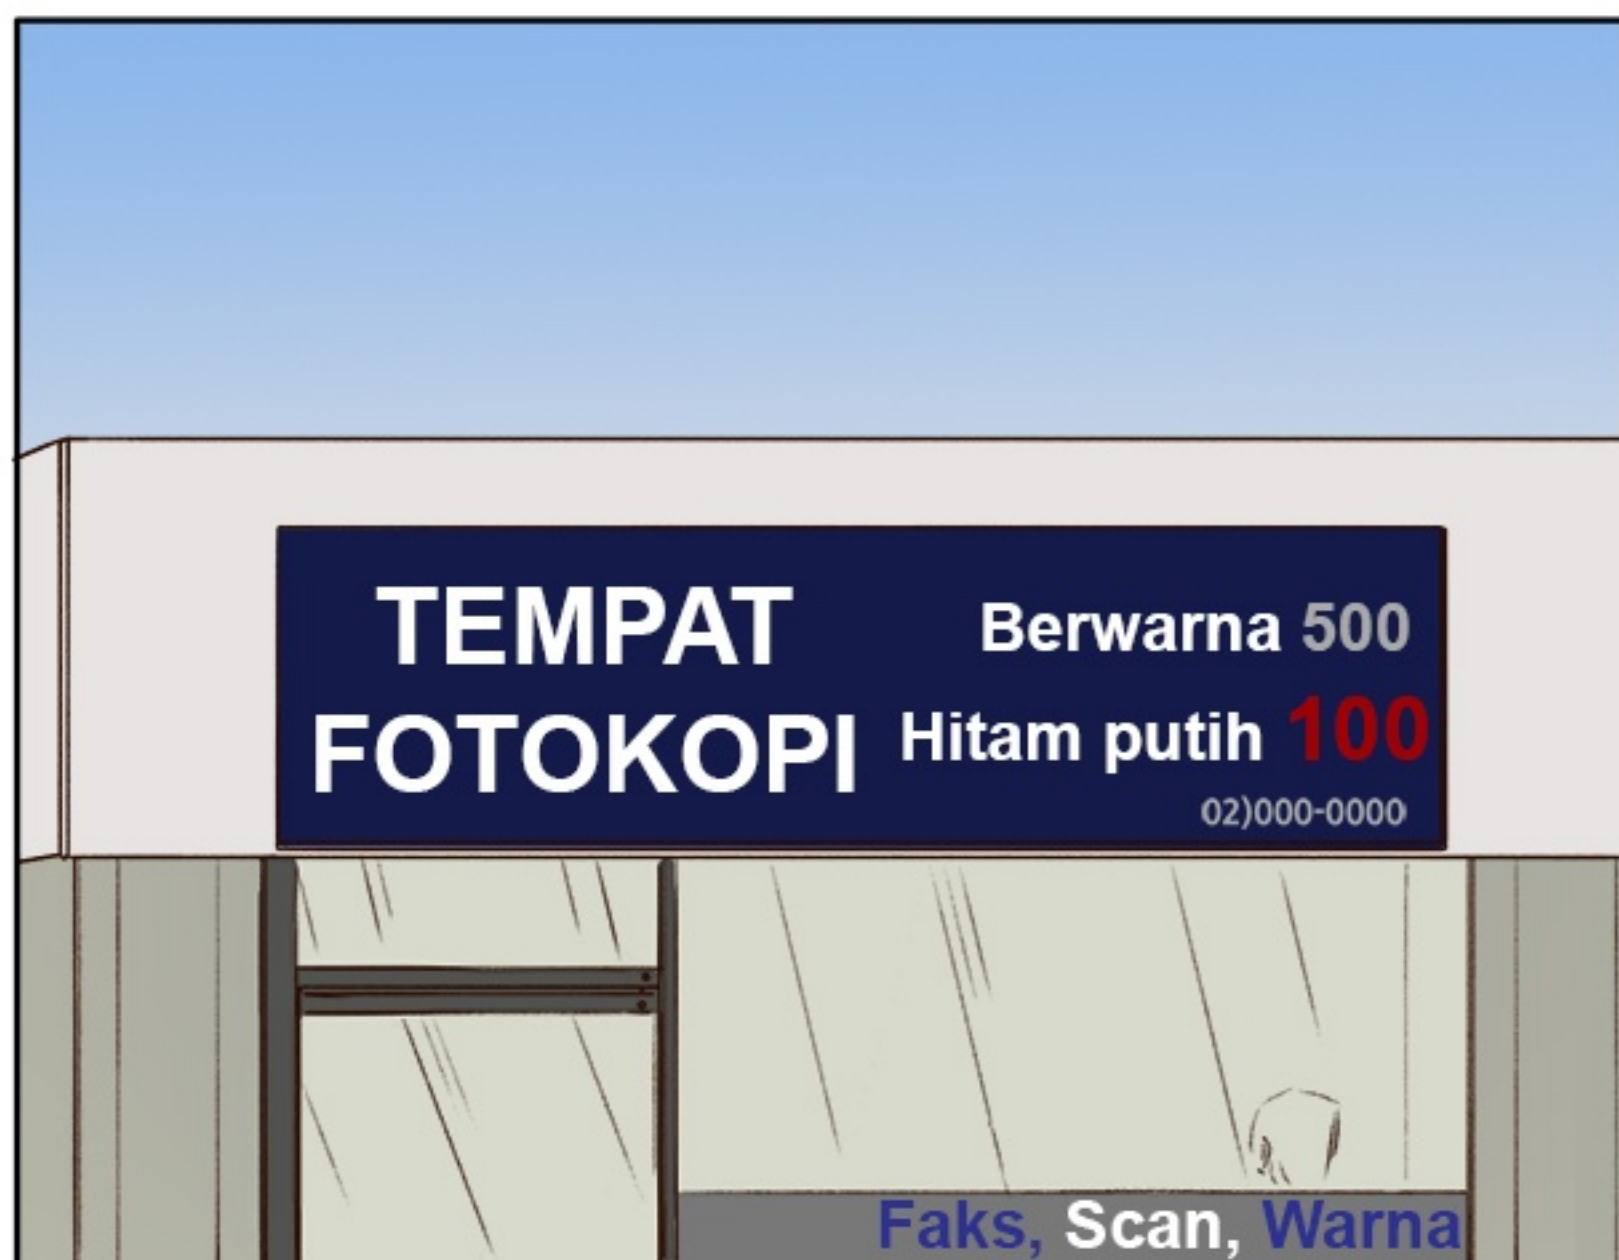 TEMPAT
FOTOKOPI
Berwarna 500
Hitam putih 100
02)000-0000
Faks, Scan, Warna